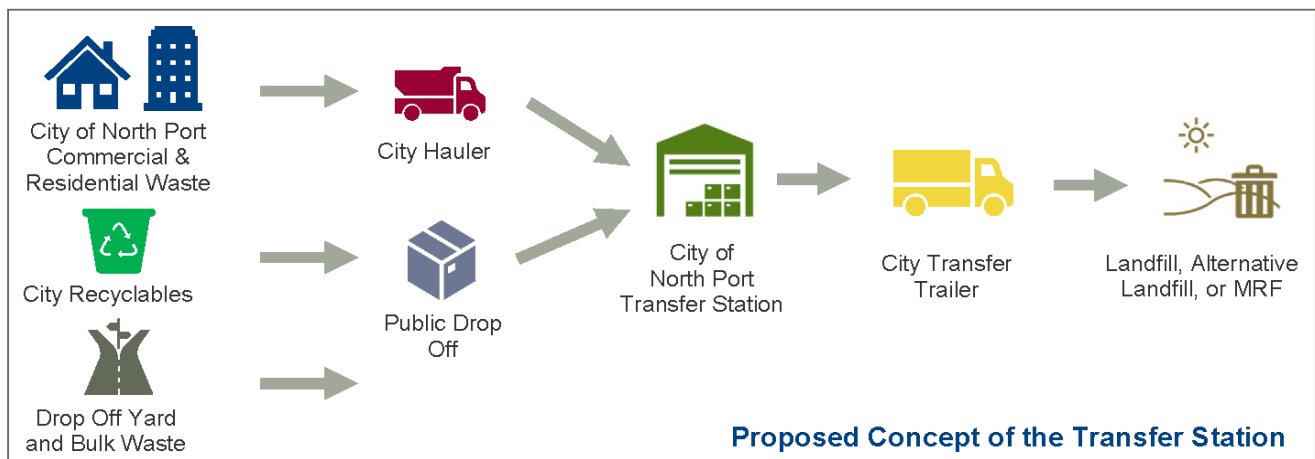 City of North Port
Commercial &
Residential Waste
City Hauler
City Recyclables
Public Drop
Off
Drop Off Yard
and Bulk Waste
City of
North Port
Transfer Station
City Transfer
Trailer
Landfill, Alternative
Landfill, or MRF
Proposed Concept of the Transfer Station